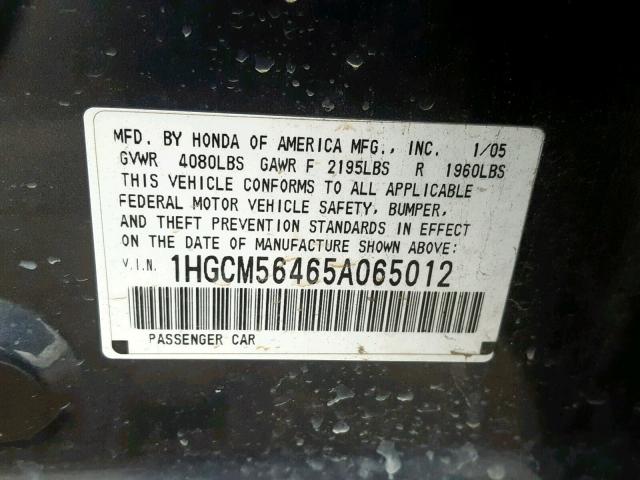 MFD. BY HONDA OF AMERICA MFG., INC. 1/05
GVWR 4080LBS GAWR F 2195LBS R 1960LBS
THIS VEHICLE CONFORMS TO ALL APPLICABLE
FEDERAL MOTOR VEHICLE SAFETY, BUMPER,
AND THEFT PREVENTION STANDARDS IN EFFECT
ON THE DATE OF MANUFACTURE SHOWN ABOVE:
V.I.N. 1HGCM56465A065012
PASSENGER CAR